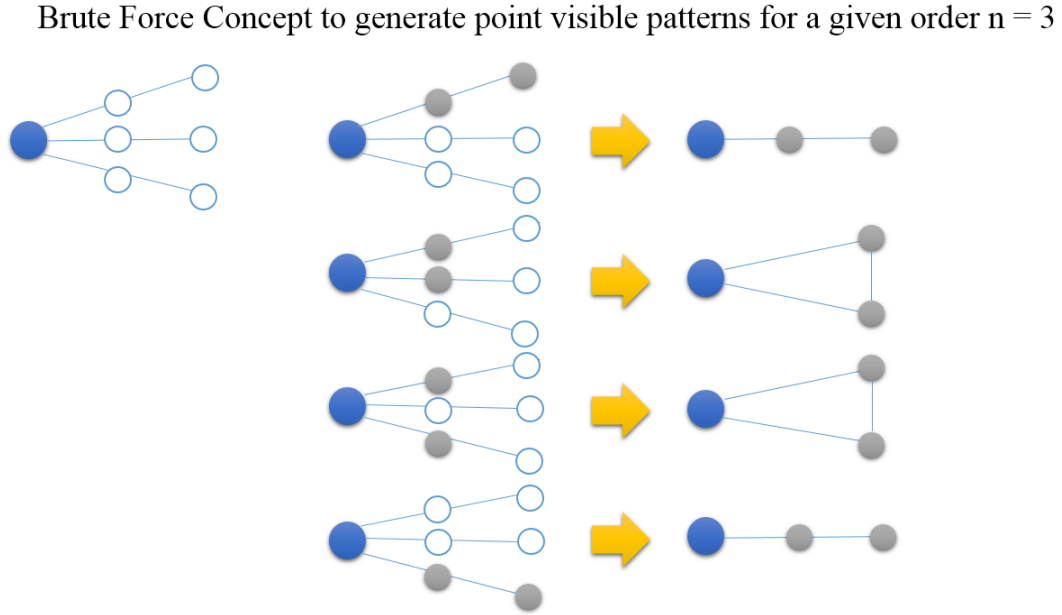 Brute Force Concept to generate point visible patterns for a given order n = 3